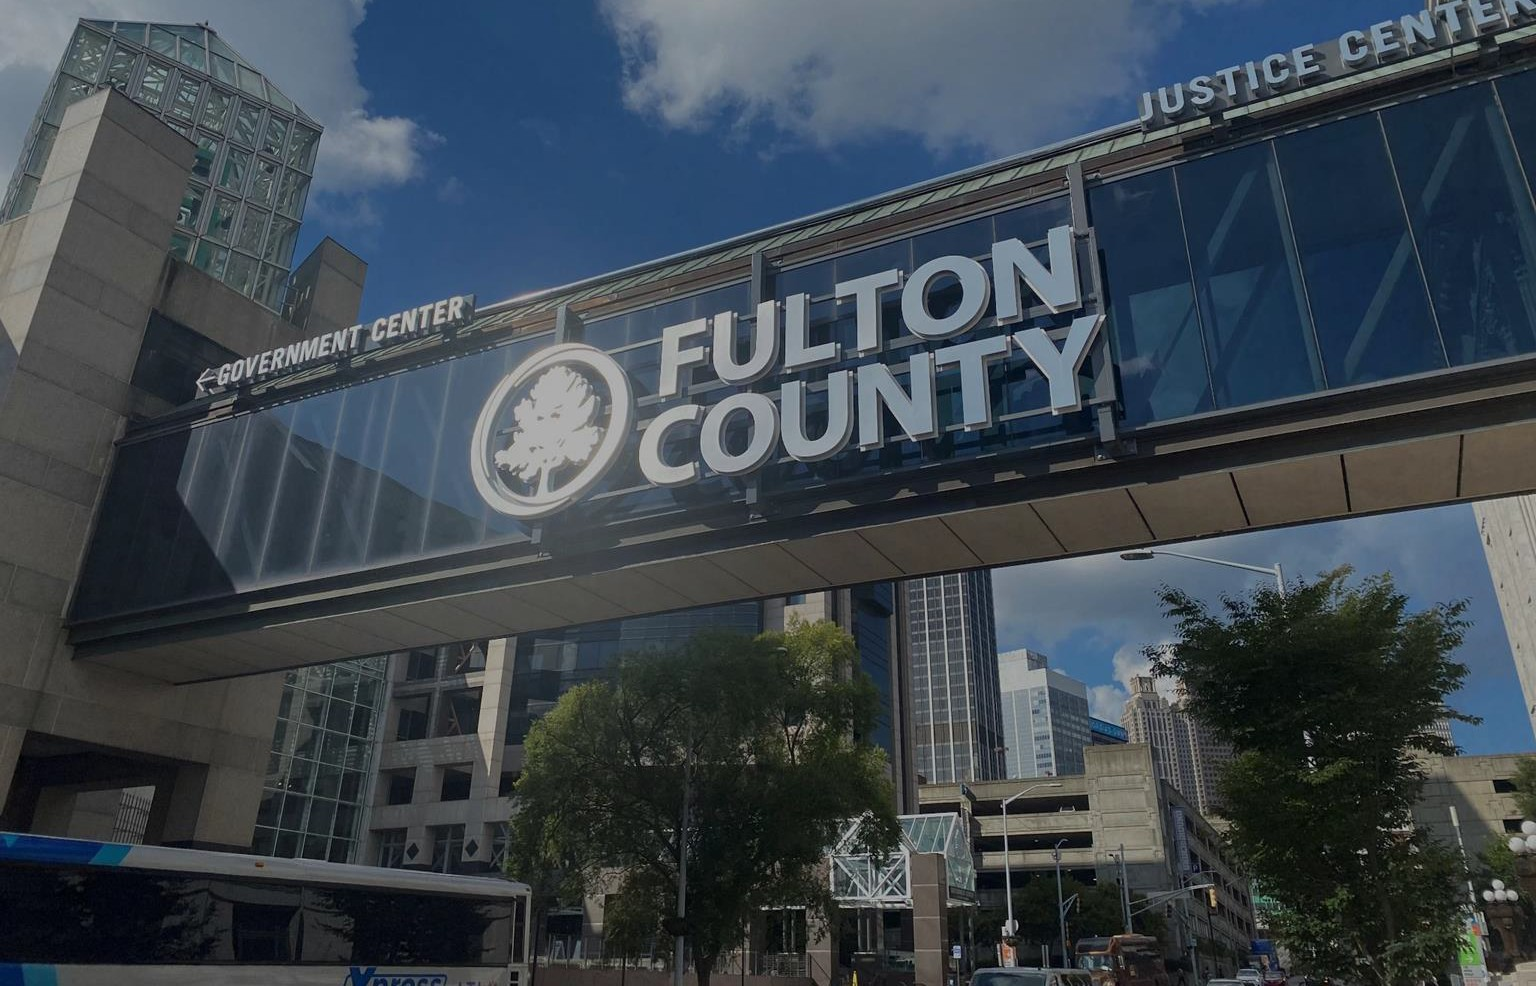 JUSTICE CENTER
←GOVERNMENT CENTER
FULTON
COUNTY
Xpress